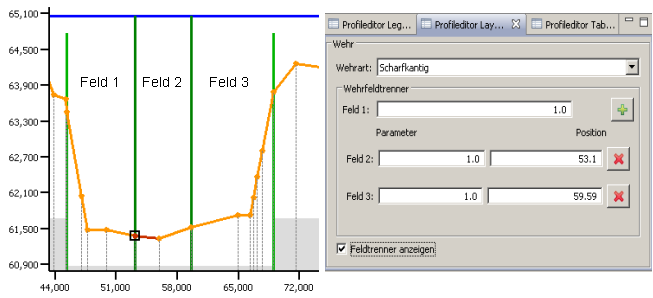 65,100
64,500
63,900
63,300
62,700
62,100
61,500
60,900
Feld 1
Feld 2
Feld 3
44,000
51,000
58,000
65,000
72,000
Profileditor Leg...
Profileditor Lay...
Profileditor Tab...
Wehr
Wehrart:
Scharfkantig
Wehrfeldtrenner
Feld 1:
1.0
Parameter
Position
Feld 2:
1.0
53.1
Feld 3:
1.0
59.59
Feldtrenner anzeigen